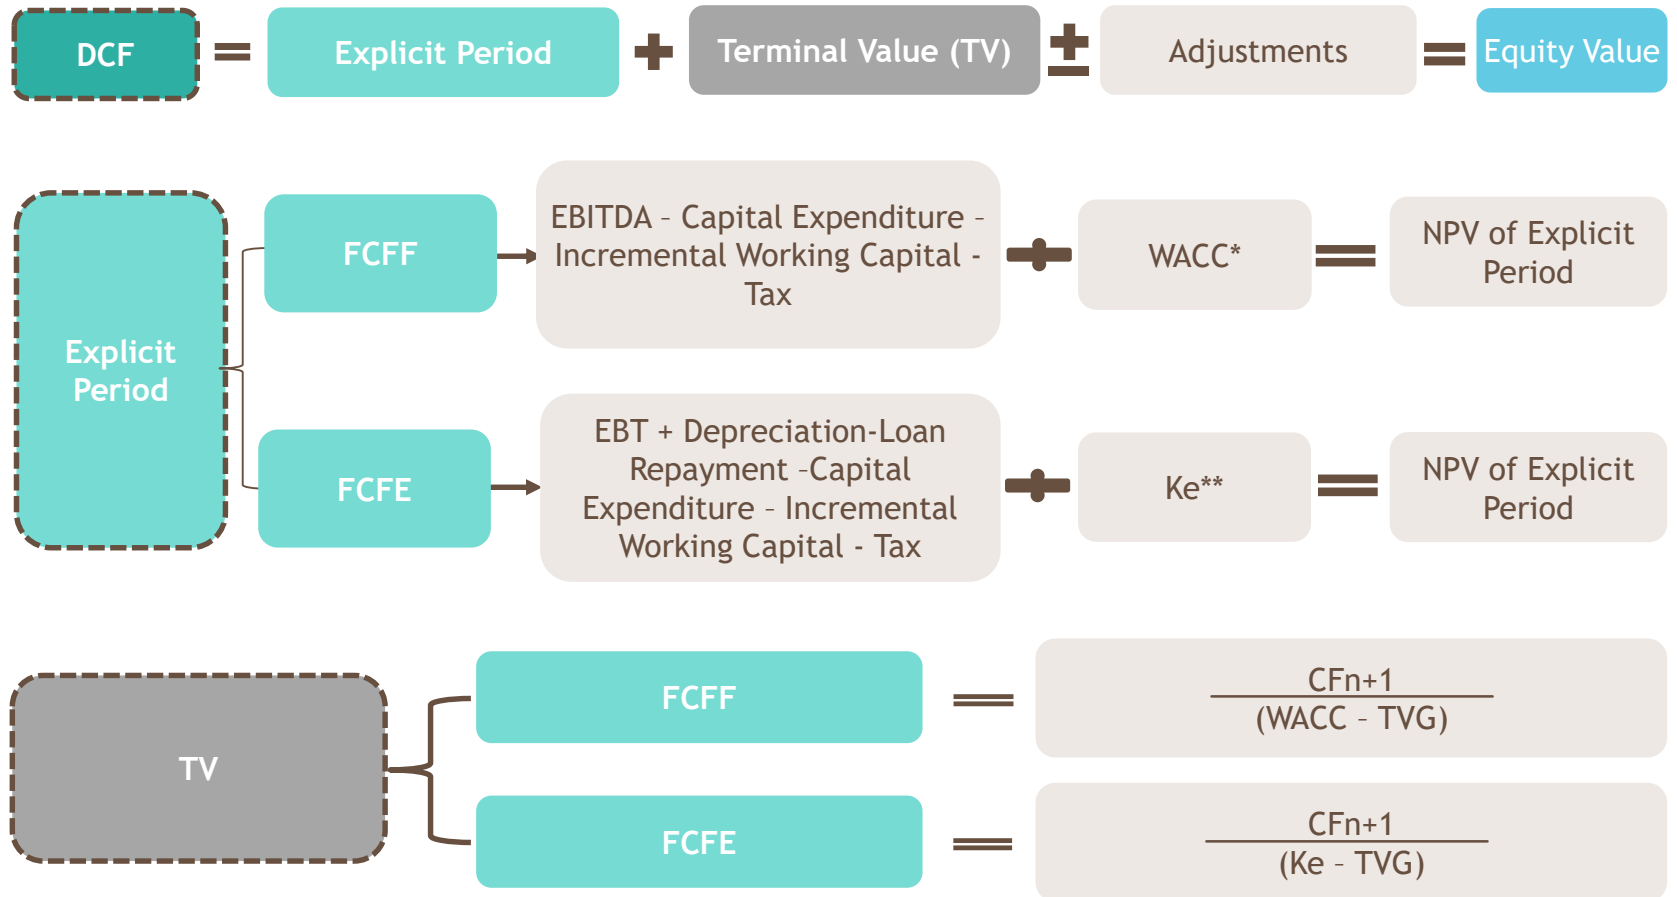 DCF
Explicit Period
Terminal Value (TV)
Adjustments
Equity Value
Explicit
Period
FCFF
EBITDA – Capital Expenditure –
Incremental Working Capital -
Tax
WACC*
NPV of Explicit
Period
FCFE
EBT + Depreciation-Loan
Repayment –Capital
Expenditure – Incremental
Working Capital - Tax
Ke**
NPV of Explicit
Period
TV
FCFF
CFn+1
(WACC – TVG)
FCFE
CFn+1
(Ke – TVG)